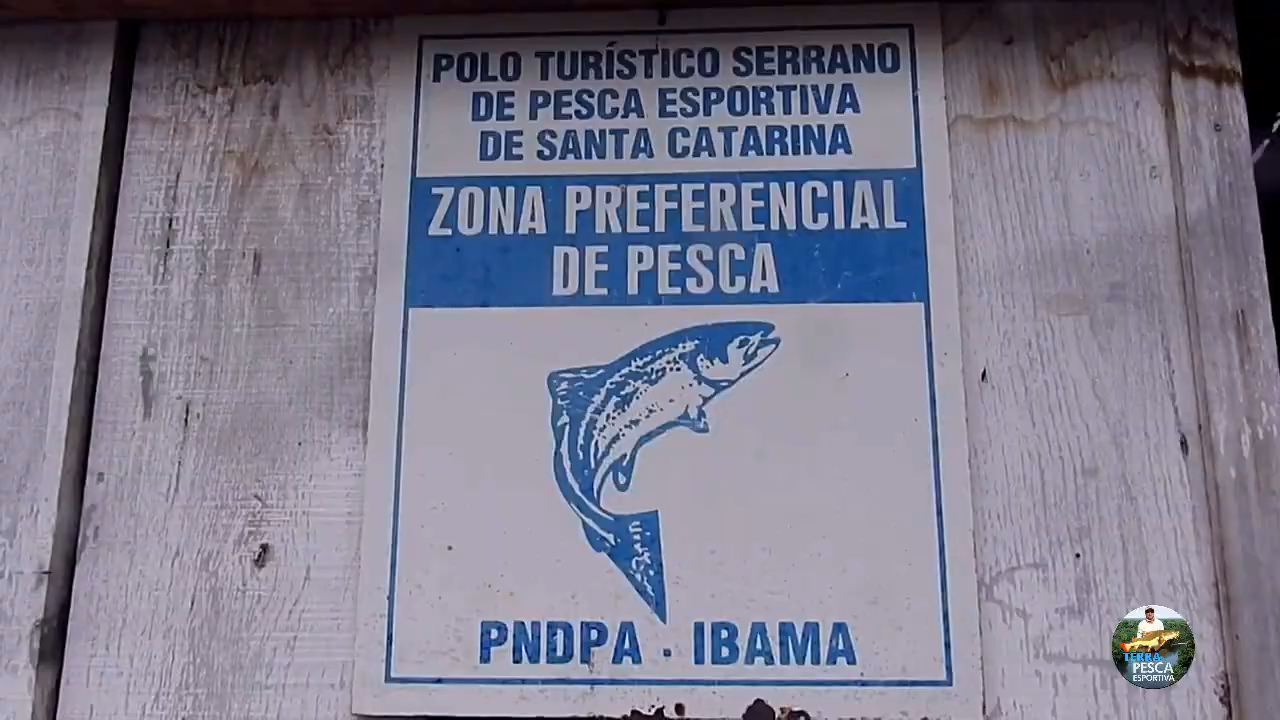 POLO TURÍSTICO SERRANO
DE PESCA ESPORTIVA
DE SANTA CATARINA
ZONA PREFERENCIAL
DE PESCA
PNDPA - IBAMA
TERRA
PESCA
ESPORTIVA